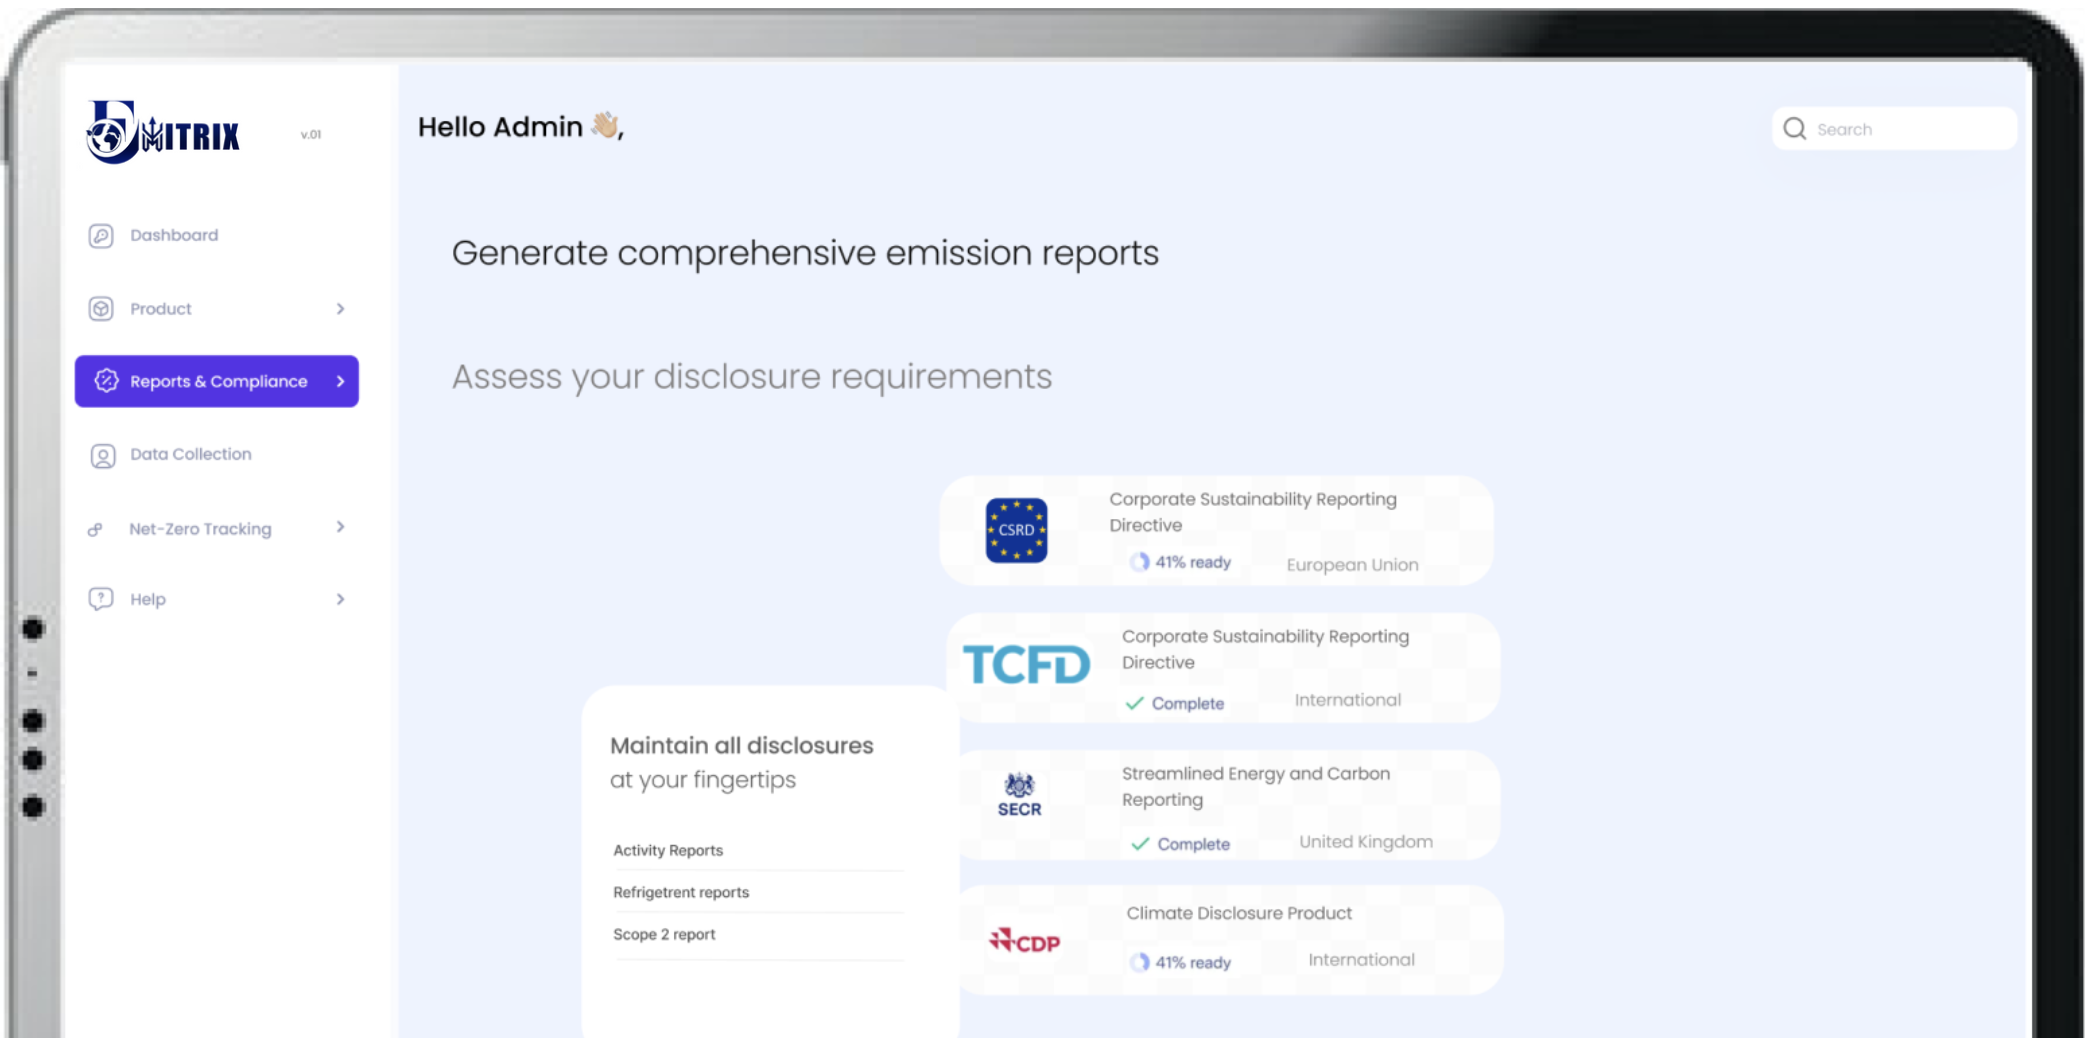 EMITRIX
v.01
Hello Admin 👋🏼,
Search
Dashboard
Product
Reports & Compliance
Data Collection
Net-Zero Tracking
Help
Generate comprehensive emission reports
Assess your disclosure requirements
CSRD
Corporate Sustainability Reporting
Directive
41% ready
European Union
TCFD
Corporate Sustainability Reporting
Directive
Complete
International
SECR
Streamlined Energy and Carbon
Reporting
Complete
United Kingdom
CDP
Climate Disclosure Product
41% ready
International
Maintain all disclosures
at your fingertips
Activity Reports
Refrigetrent reports
Scope 2 report